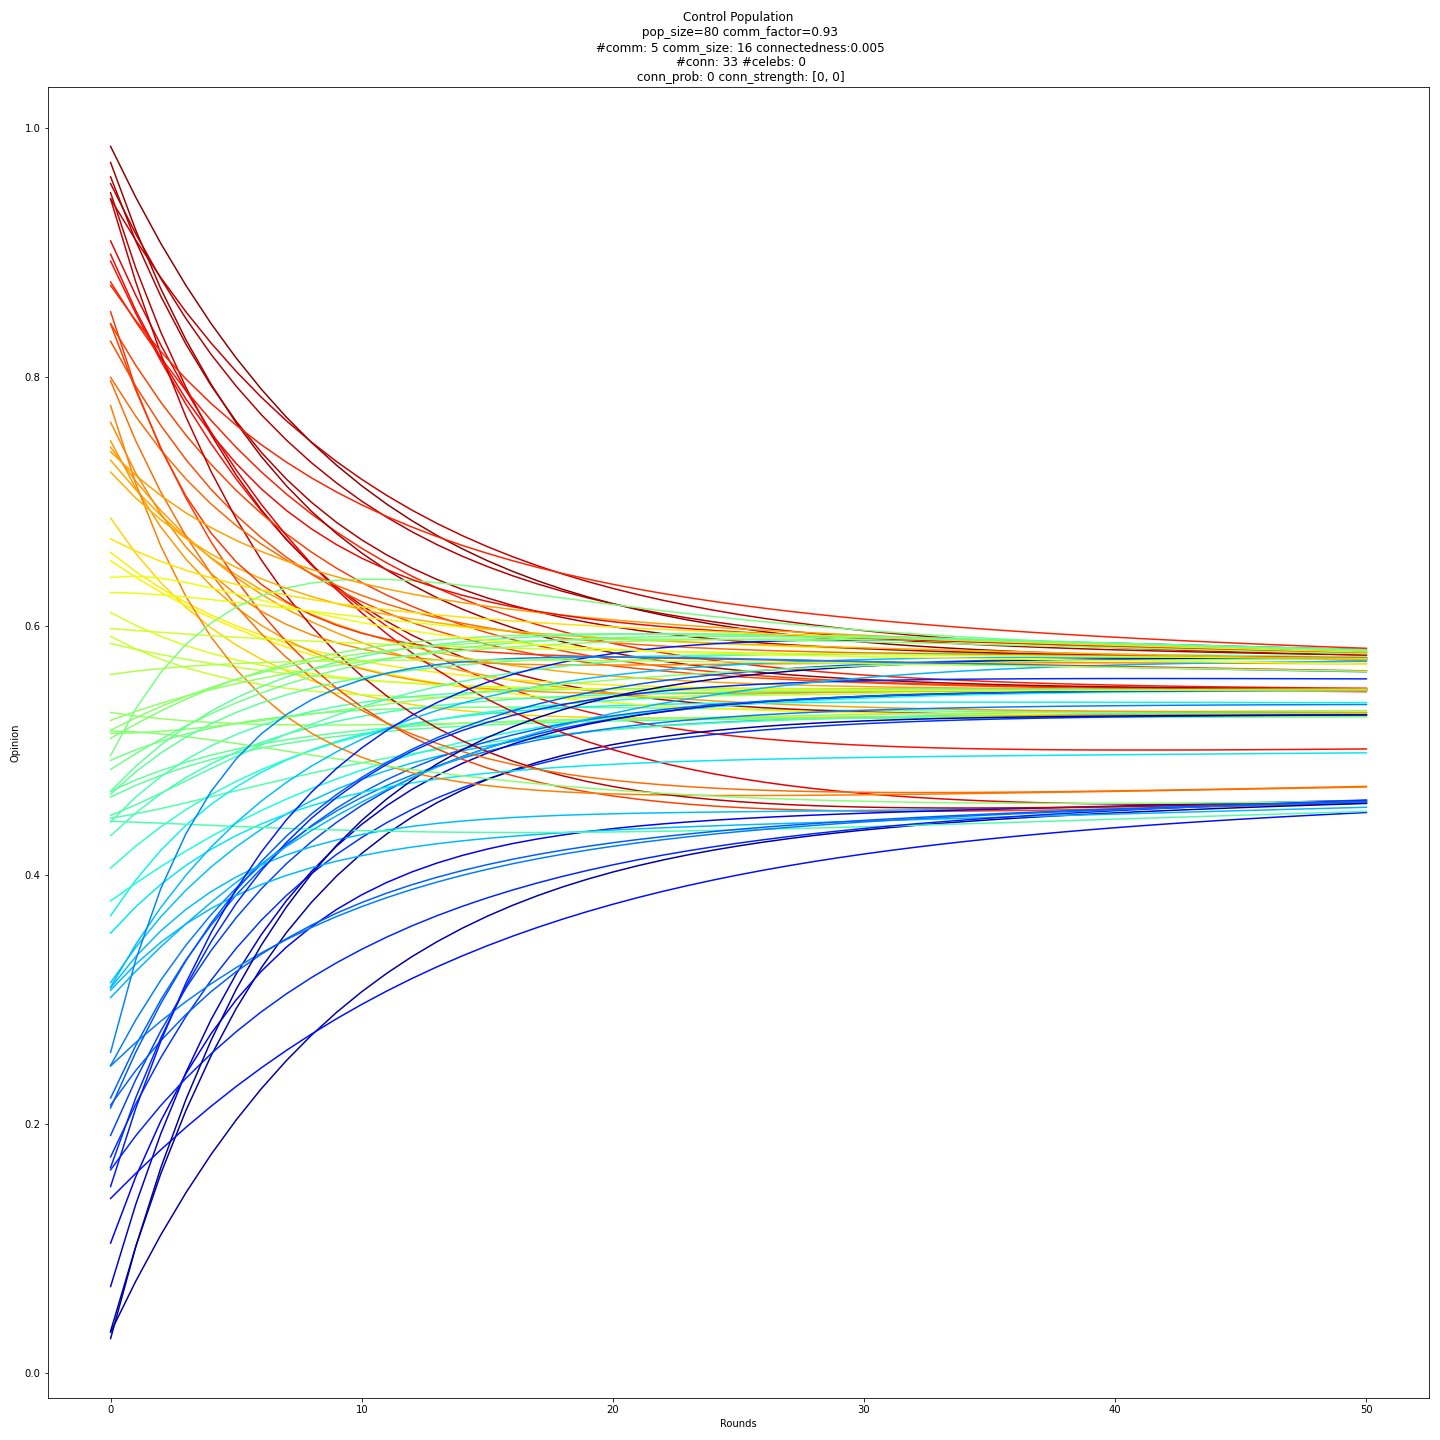 Control Population
pop_size=80 comm_factor=0.93
#comm: 5 comm_size: 16 connectedness:0.005
#conn: 33 #celebs: 0
conn_prob: 0 conn_strength: [0, 0]
1.0
0.8
0.6
0.4
0.2
0.0
Opinion
0 10 20 30 40 50
Rounds